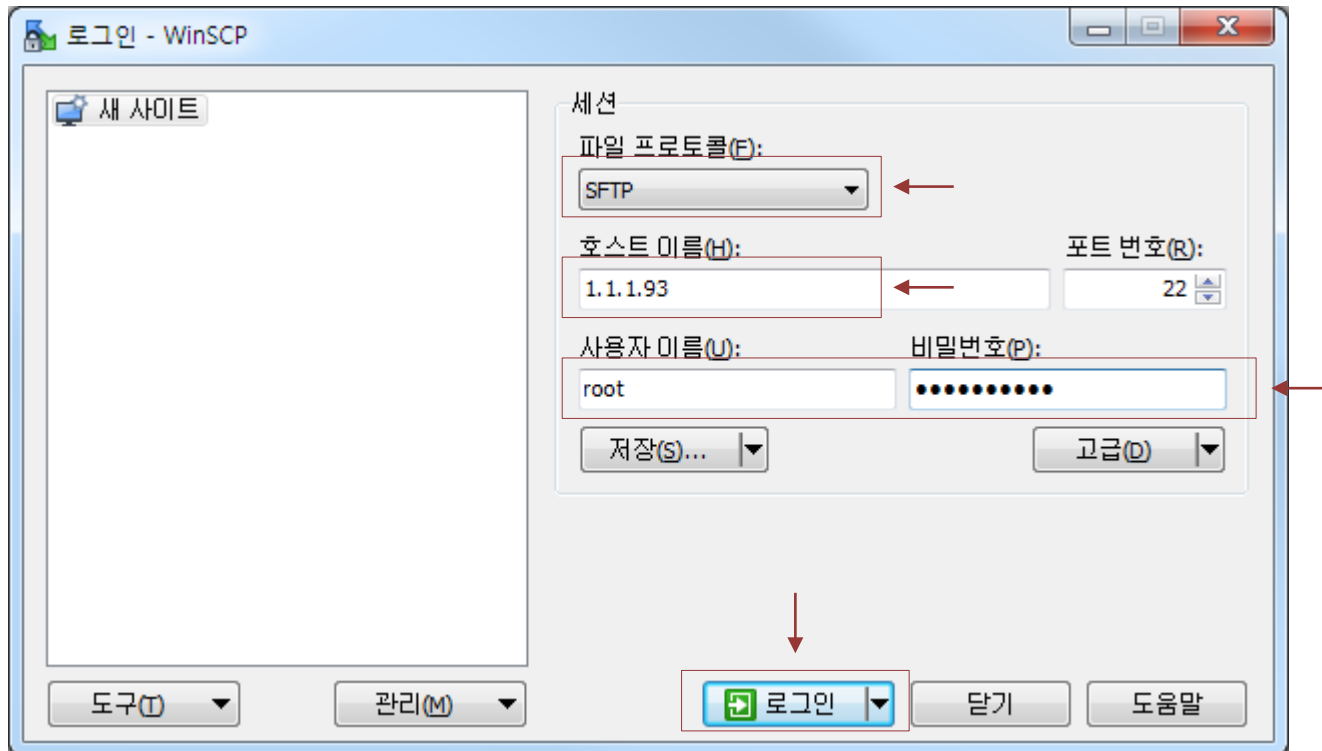 로그인 - WinSCP
새 사이트
세션
파일 프로토콜(F):
SFTP
호스트 이름(H):
포트 번호(R):
1.1.1.93
22
사용자 이름(U):
비밀번호(P):
root
●●●●●●●●●●
저장(S)...
고급(D)
도구(T)
관리(M)
로그인
닫기
도움말